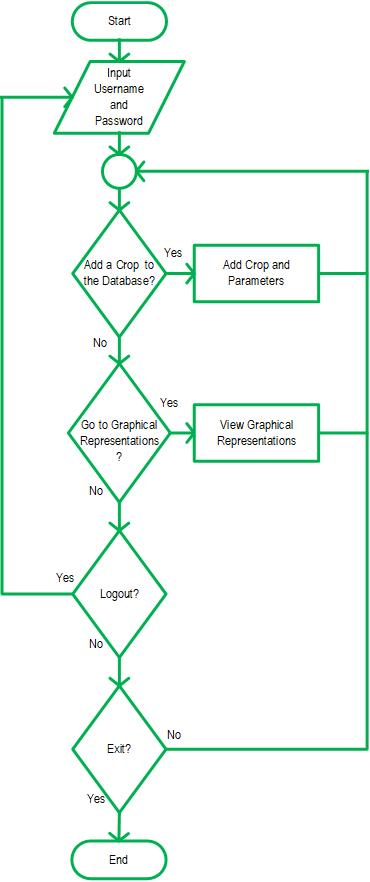 Start
Input
Username
and
Password
Add a Crop to
the Database?
Yes
Add Crop and
Parameters
No
Yes
Go to Graphical
Representations
?
View Graphical
Representations
No
Yes
Logout?
No
Exit?
No
Yes
End